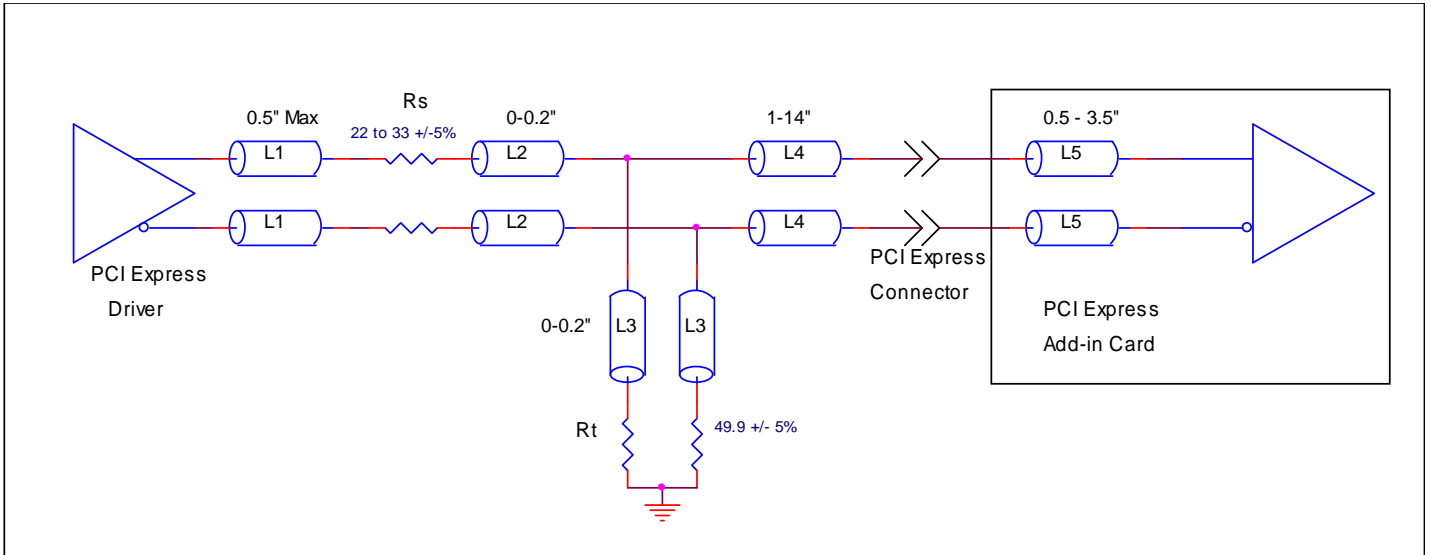 Rs
0.5" Max
22 to 33 +/-5%
0-0.2"
1-14"
0.5 - 3.5"
L1
L2
L4
L5
L1
L2
L4
L5
PCI Express
Driver
PCI Express
Connector
PCI Express
Add-in Card
0-0.2"
L3
L3
Rt
49.9 +/- 5%